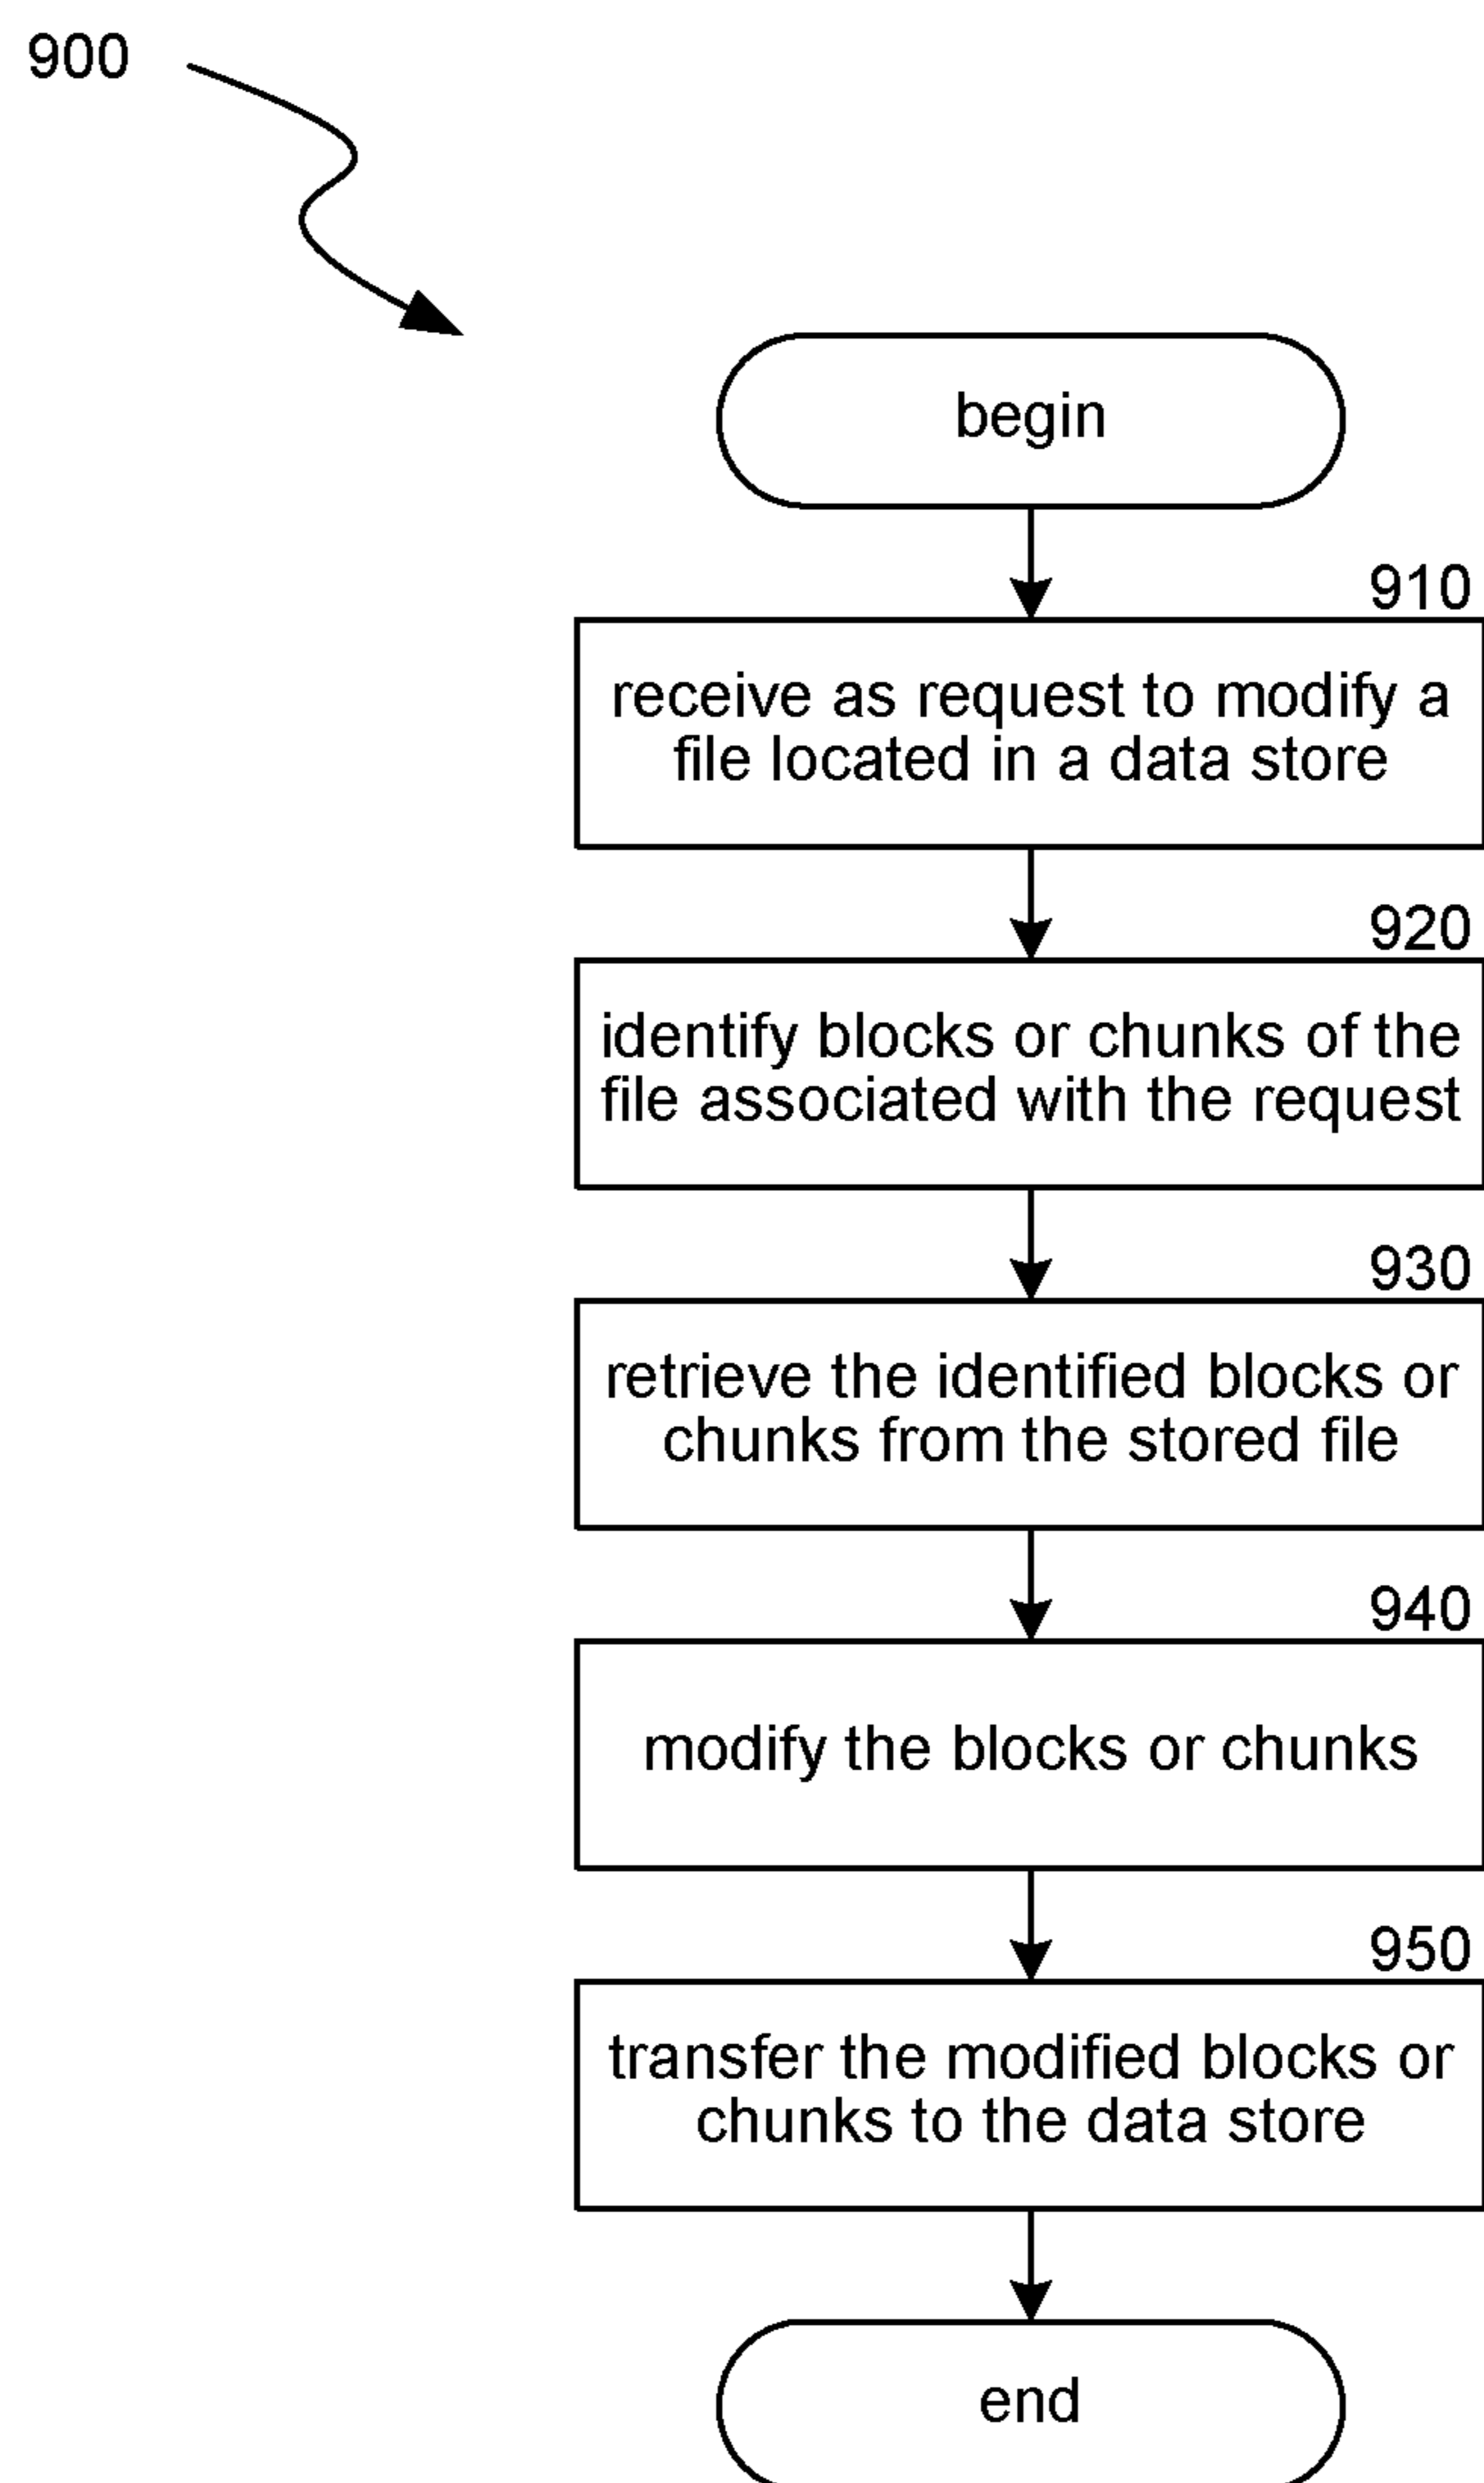 900
begin
910
receive as request to modify a
file located in a data store
920
identify blocks or chunks of the
file associated with the request
930
retrieve the identified blocks or
chunks from the stored file
940
modify the blocks or chunks
950
transfer the modified blocks or
chunks to the data store
end